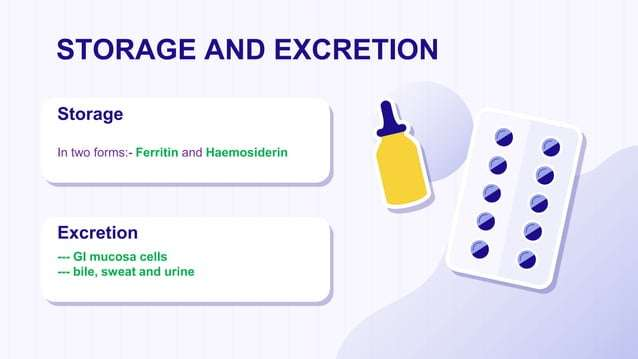 STORAGE AND EXCRETION
Storage
In two forms:- Ferritin and Haemosiderin
Excretion
--- GI mucosa cells
--- bile, sweat and urine